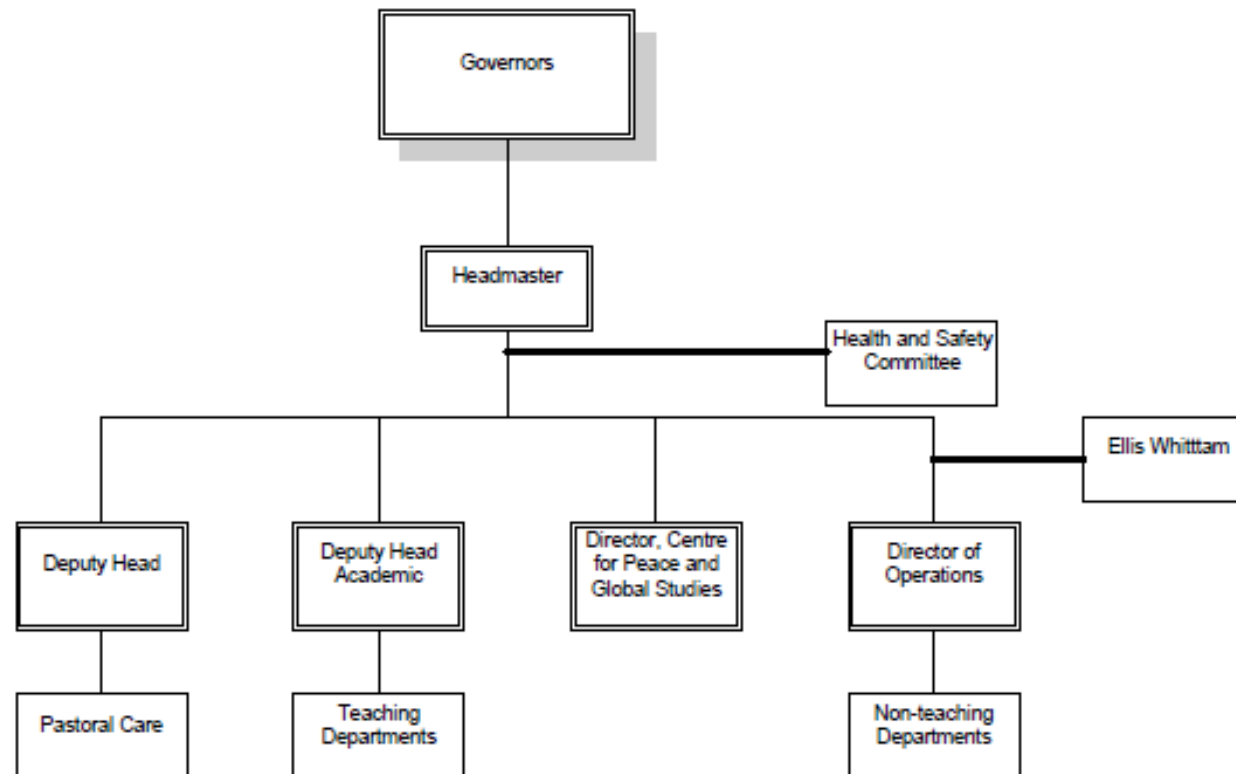 Governors
Headmaster
Health and Safety
Committee
Ellis Whitttam
Deputy Head
Deputy Head
Academic
Director, Centre
for Peace and
Global Studies
Director of
Operations
Pastoral Care
Teaching
Departments
Non-teaching
Departments